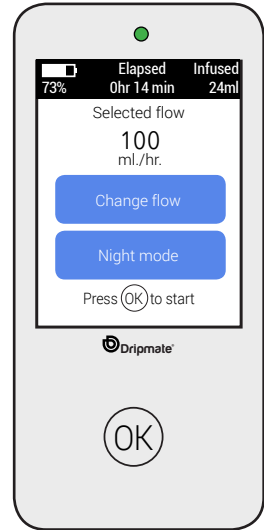 Elapsed Infused
73% 0hr 14 min 24ml
Selected flow
100
ml./hr.
Change flow
Night mode
Press OK to start
Dripmate
OK